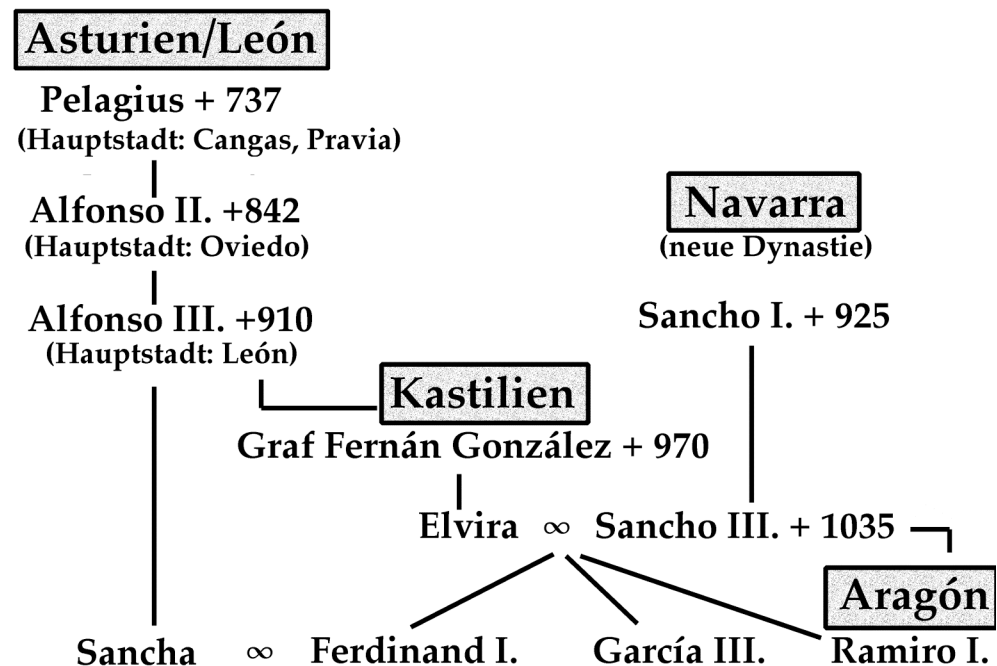 Asturien/León
Pelagius + 737
(Hauptstadt: Cangas, Pravia)
Alfonso II. +842
(Hauptstadt: Oviedo)
Navarra
(neue Dynastie)
Alfonso III. +910
(Hauptstadt: León)
Sancho I. + 925
Kastilien
Graf Fernán González + 970
Elvira ∞ Sancho III. + 1035
Aragón
Sancha ∞ Ferdinand I. García III. Ramiro I.